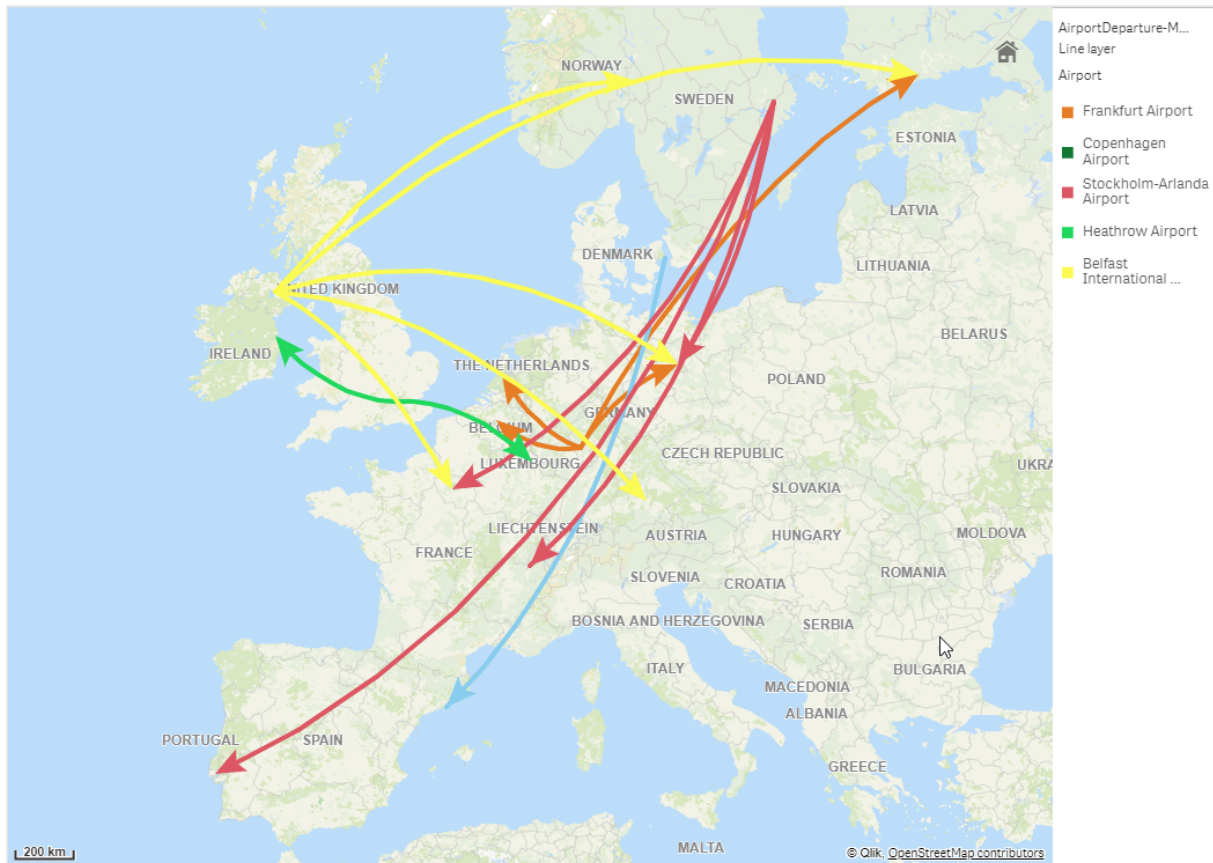 NORWAY
SWEDEN
ESTONIA
LATVIA
DENMARK
LITHUANIA
UNITED KINGDOM
BELARUS
IRELAND
THE NETHERLANDS
POLAND
GERMANY
BELGIUM
CZECH REPUBLIC
LUXEMBOURG
UKRA
SLOVAKIA
LIECHTENSTEIN
AUSTRIA
HUNGARY
MOLDOVA
FRANCE
SLOVENIA
CROATIA
ROMANIA
BOSNIA AND HERZEGOVINA
SERBIA
ITALY
BULGARIA
MACEDONIA
ALBANIA
PORTUGAL
SPAIN
GREECE
MALTA
200 km
© Qlik, OpenStreetMap contributors
AirportDeparture-M...
Line layer
Airport
Frankfurt Airport
Copenhagen
Airport
Stockholm-Arlanda
Airport
Heathrow Airport
Belfast
International ...